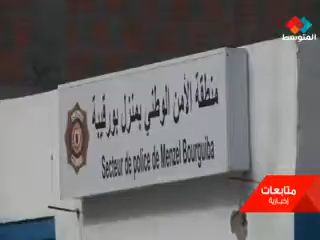 المتوسط
منطقة الأمن الوطني بمنزل بورقيبة
Secteur de police de Menzel Bourguiba
متابعات
إخبارية